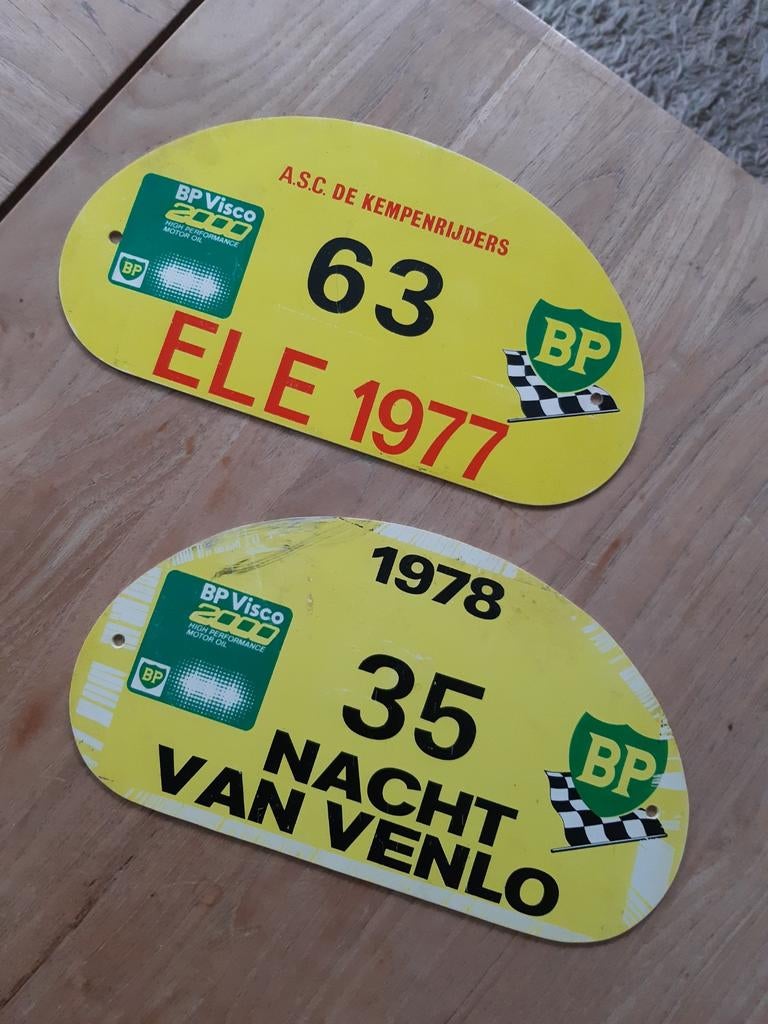 A.S.C. DE KEMPENRIJDERS
BP Visco
2000
HIGH PERFORMANCE
MOTOR OIL
BP
63
BP
ELE 1977
1978
BP Visco
2000
HIGH PERFORMANCE
MOTOR OIL
BP
35
BP
NACHT
VAN VENLO